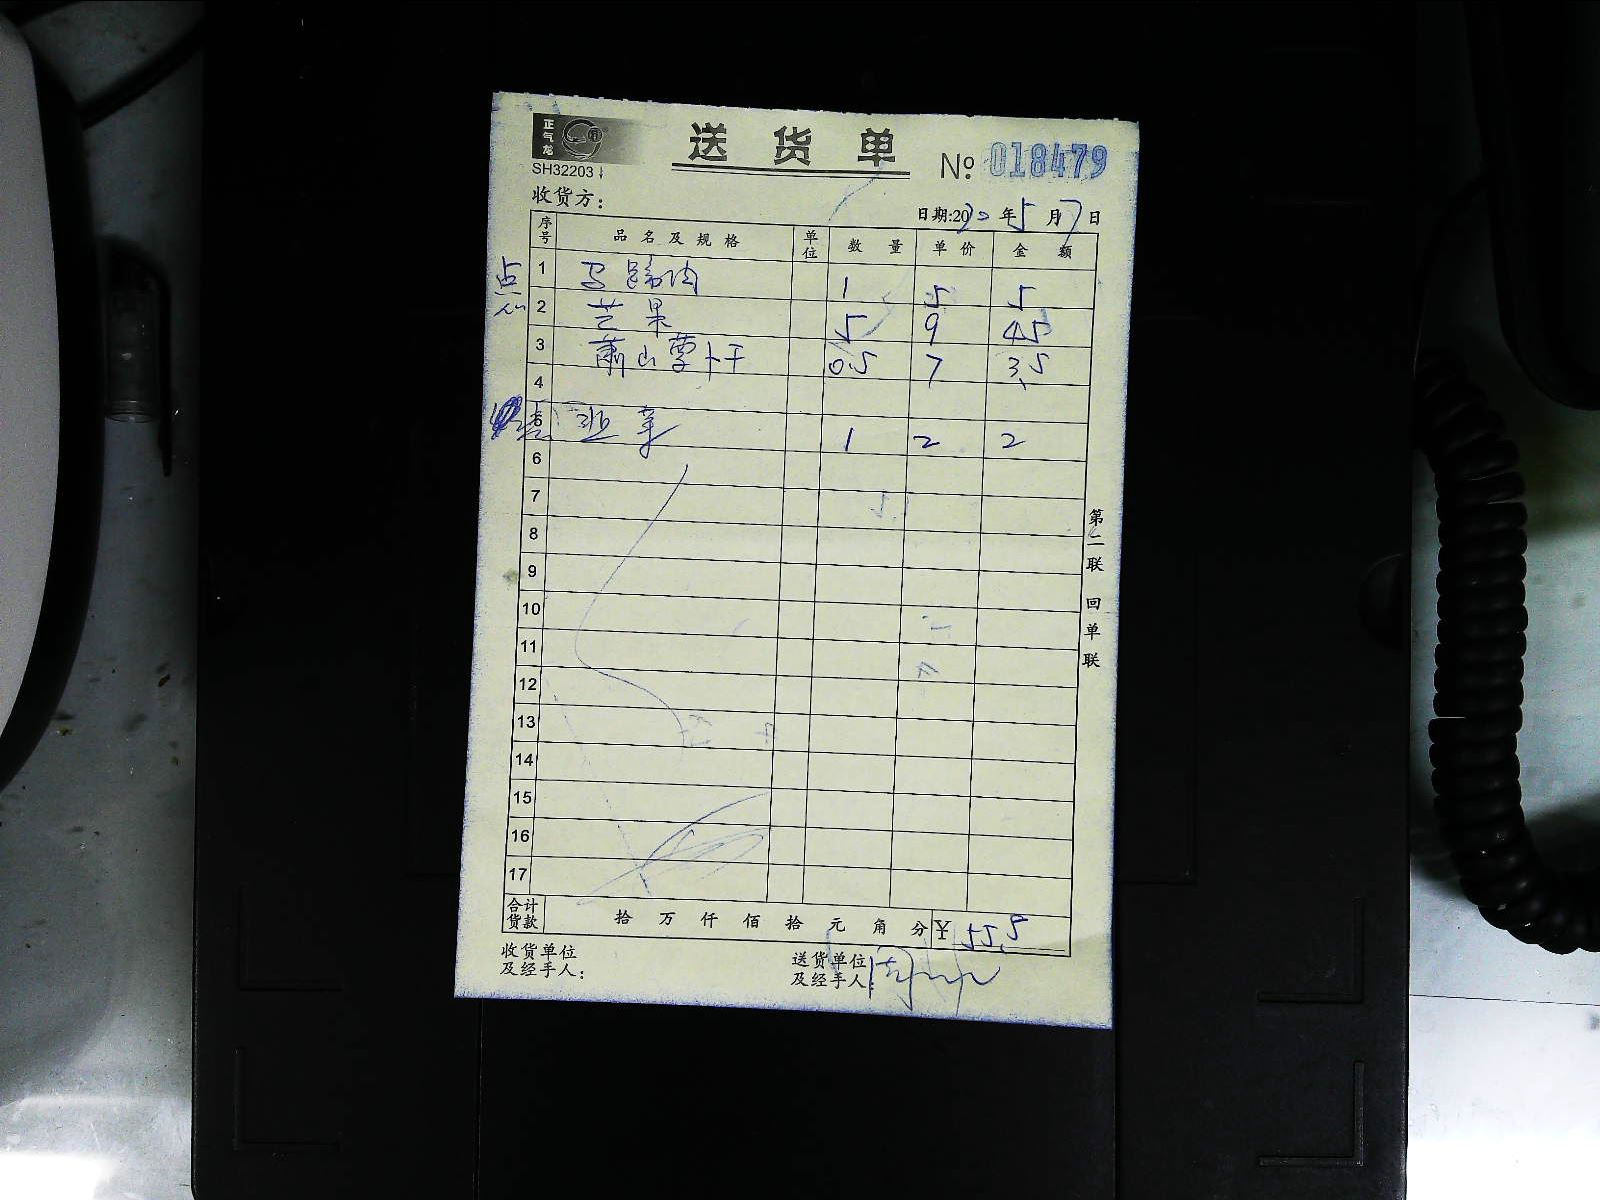 正气龙
送货单
№ 018479
SH32203
收货方：
日期:2020年5月7日
序号 品名及规格 单位 数量 单价 金额
点心
1 马蹄肉 1 5 5
2 芒果 5 9 45
3 萧山萝卜干 0.5 7 3.5
4
5 1 2 2
6
7
8
9
10
11
12
13
14
15
16
17
合计货款 拾万仟佰拾元角分 ¥ 55.5
收货单位及经手人：
送货单位及经手人：
第二联 回单联